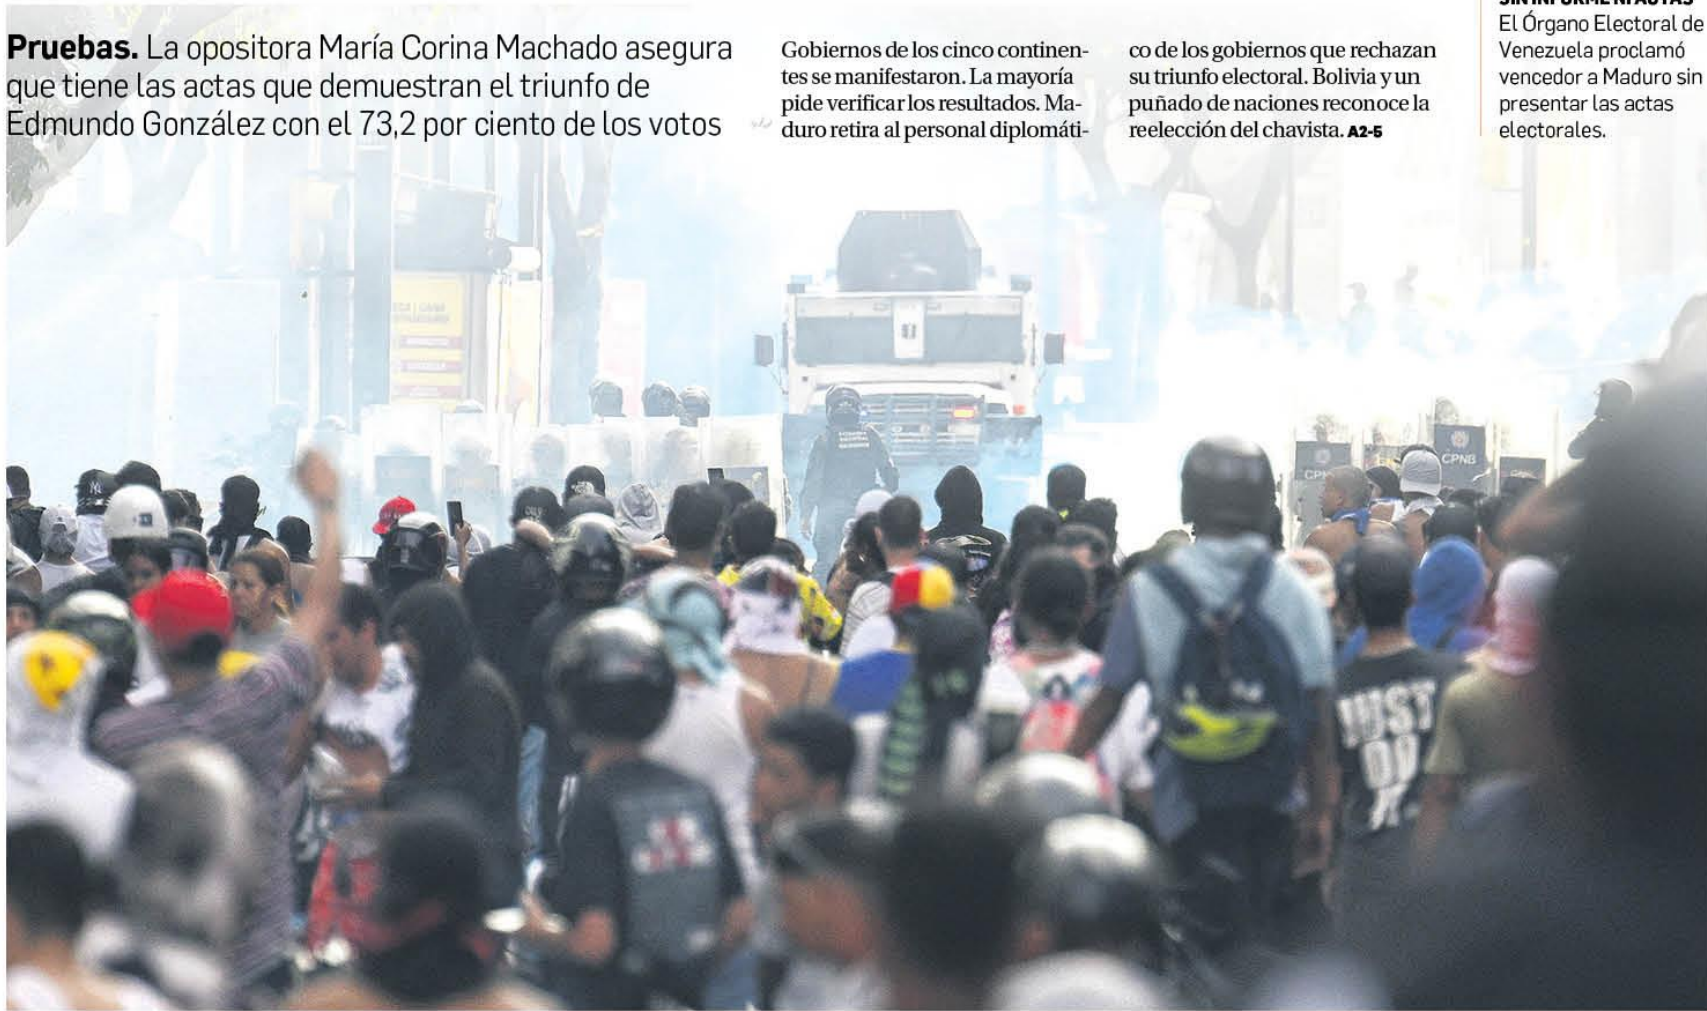 Pruebas. La opositora María Corina Machado asegura
que tiene las actas que demuestran el triunfo de
Edmundo González con el 73,2 por ciento de los votos
Gobiernos de los cinco continen-
tes se manifestaron. La mayoría
pide verificar los resultados. Ma-
duro retira al personal diplomáti-
co de los gobiernos que rechazan
su triunfo electoral. Bolivia y un
puñado de naciones reconoce la
reelección del chavista. A2-5
SIN INFORME NI ACTAS
El Órgano Electoral de
Venezuela proclamó
vencedor a Maduro sin
presentar las actas
electorales.
CPNB
JUST
DO